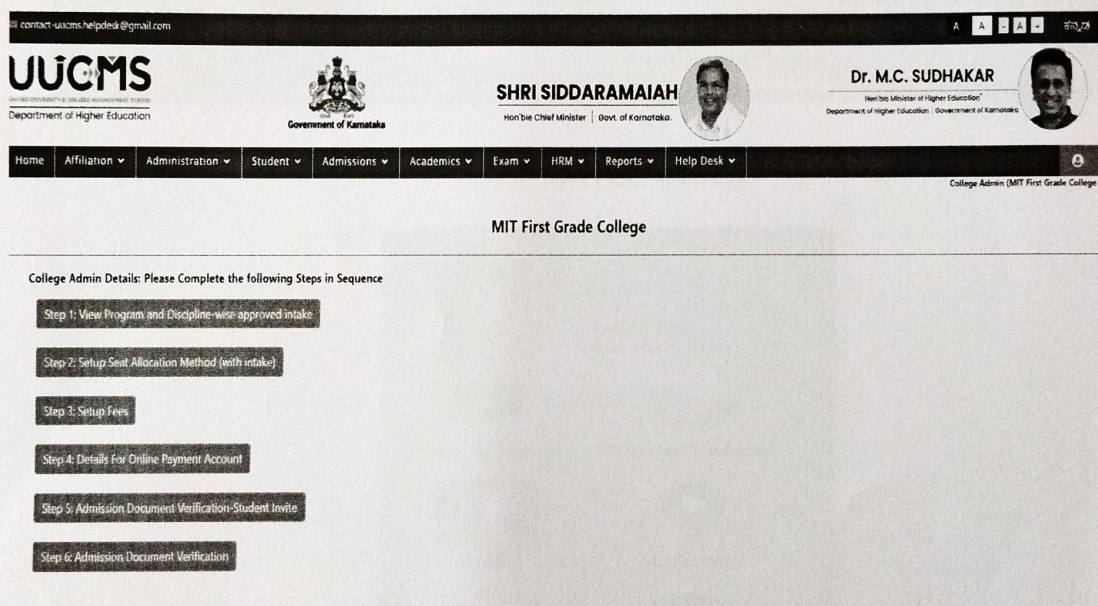 contact-uucms.helpdesk@gmail.com
A A - A + ಕನ್ನಡ
UUCMS
Department of Higher Education
Government of Karnataka
SHRI SIDDARAMAIAH
Hon'ble Chief Minister | Govt. of Karnataka.
Dr. M.C. SUDHAKAR
Hon'ble Minister of Higher Education
Department of Higher Education | Government of Karnataka
Home Affiliation Administration Student Admissions Academics Exam HRM Reports Help Desk
College Admin (MIT First Grade College
MIT First Grade College
College Admin Details: Please Complete the following Steps in Sequence
Step 1: View Program and Discipline-wise approved intake
Step 2: Setup Seat Allocation Method (with intake)
Step 3: Setup Fees
Step 4: Details For Online Payment Account
Step 5: Admission Document Verification-Student Invite
Step 6: Admission Document Verification